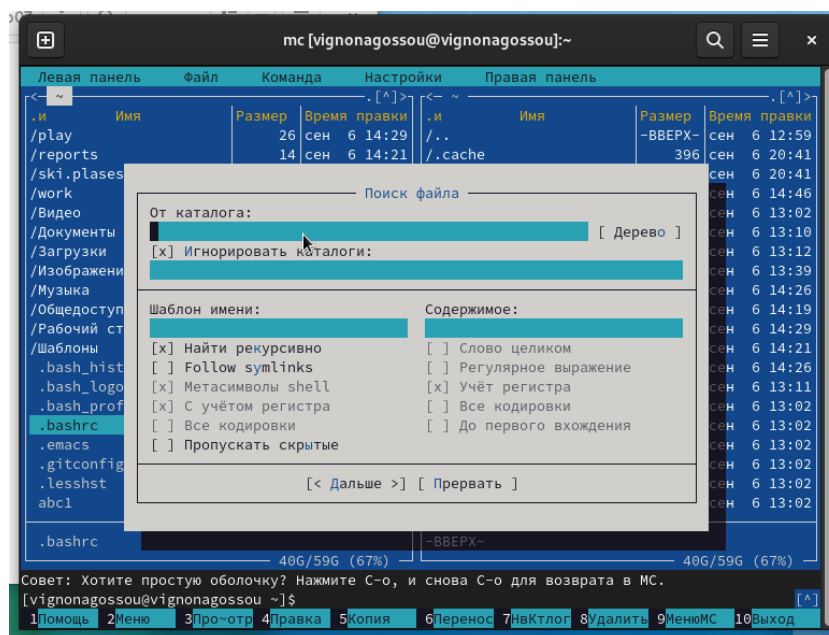 mc [vignonagossou@vignonagossou]:~
Левая панель Файл Команда Настройки Правая панель
<— ~ .[^]> <— ~ .[^]>
.и Имя Размер Время правки .и Имя Размер Время правки
/play 26 сен 6 14:29 /.. -ВВЕРХ- сен 6 12:59
/reports 14 сен 6 14:21 /.cache 396 сен 6 20:41
/ski.plases сен 6 20:41
/work Поиск файла сен 6 14:46
/Видео От каталога: сен 6 13:02
/Документы [ Дерево ] сен 6 13:10
/Загрузки [x] Игнорировать каталоги: сен 6 13:12
/Изображени сен 6 13:39
/Музыка сен 6 14:26
/Общедоступ Шаблон имени: Содержимое: сен 6 14:19
/Рабочий ст сен 6 14:29
/Шаблоны [x] Найти рекурсивно [ ] Слово целиком сен 6 14:21
.bash_hist [ ] Follow symlinks [ ] Регулярное выражение сен 6 14:26
.bash_logo [x] Метасимволы shell [x] Учёт регистра сен 6 13:11
.bash_prof [x] С учётом регистра [ ] Все кодировки сен 6 13:02
.bashrc [ ] Все кодировки [ ] До первого вхождения сен 6 13:02
.emacs [ ] Пропускать скрытые сен 6 13:02
.gitconfig сен 6 13:02
.lesshst [< Дальше >] [ Прервать ] сен 6 13:02
abc1 сен 6 13:02
.bashrc -ВВЕРХ-
40G/59G (67%) 40G/59G (67%)
Совет: Хотите простую оболочку? Нажмите C-o, и снова C-o для возврата в MC.
[vignonagossou@vignonagossou ~]$ [^]
1Помощь 2Меню 3Про~отр 4Правка 5Копия 6Перенос 7НвКтлог 8Удалить 9МенюМС 10Выход